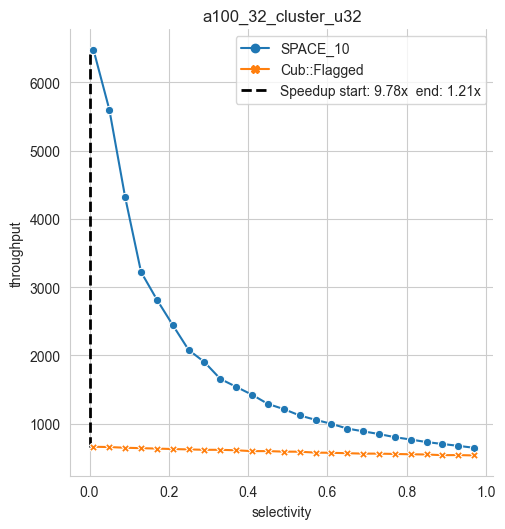 a100_32_cluster_u32
SPACE_10
Cub::Flagged
Speedup start: 9.78x  end: 1.21x
throughput
6000
5000
4000
3000
2000
1000
0.0 0.2 0.4 0.6 0.8 1.0
selectivity